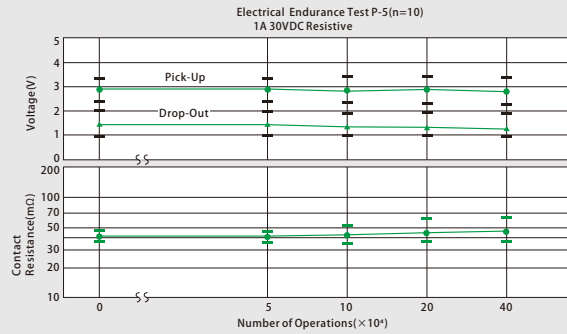 Electrical Endurance Test P-5(n=10)
1A 30VDC Resistive
5
4
3
2
1
0
Voltage(V)
Pick-Up
Drop-Out
200
100
70
50
30
20
10
Contact
Resistance(mΩ)
0
5
10
20
40
Number of Operations(×10⁴)